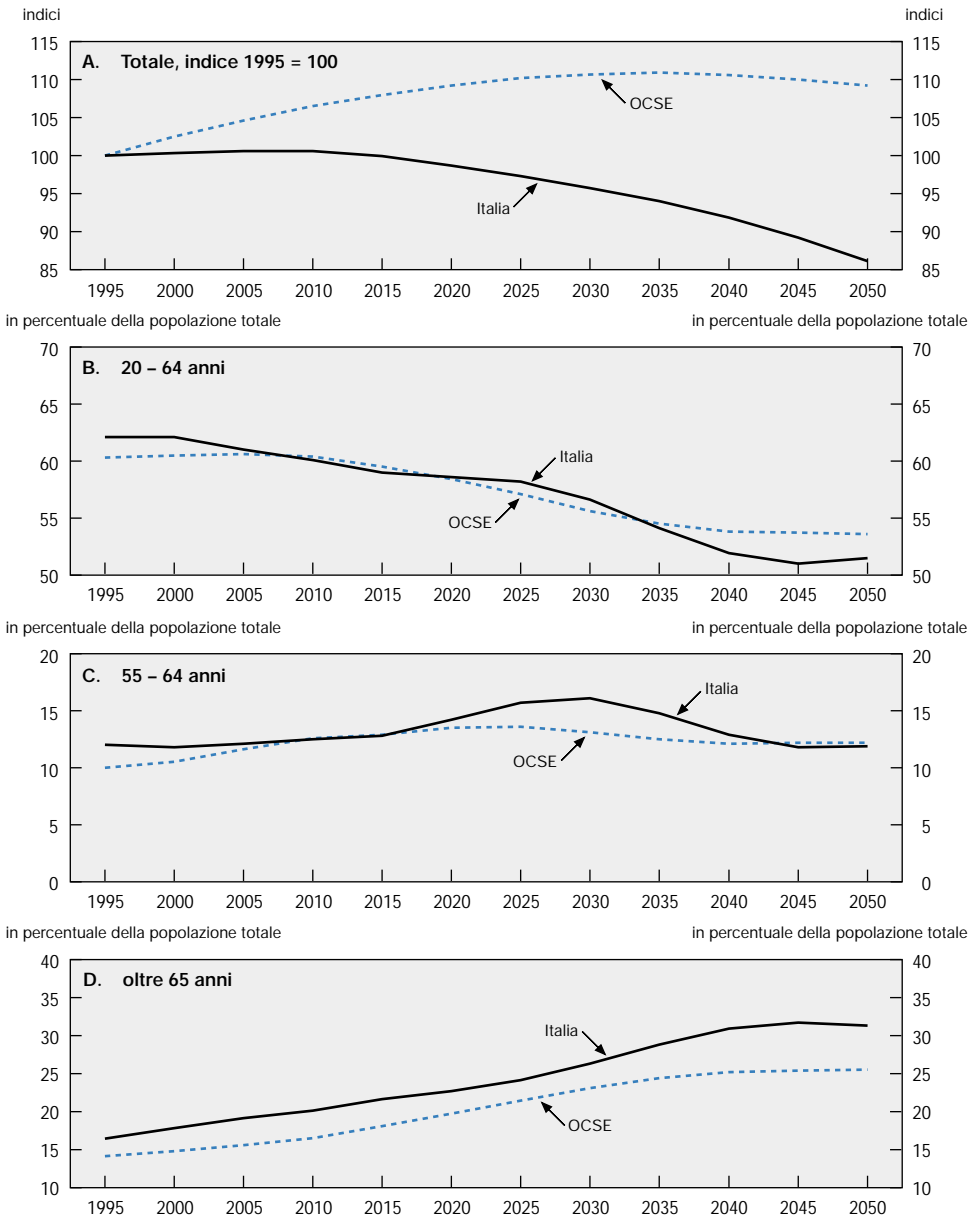 indici indici
115 115
A. Totale, indice 1995 = 100
110 110
OCSE
105 105
100 100
95 95
Italia
90 90
85 85
1995 2000 2005 2010 2015 2020 2025 2030 2035 2040 2045 2050
in percentuale della popolazione totale in percentuale della popolazione totale
70 70
B. 20 – 64 anni
65 65
60 60
Italia
55 55
OCSE
50 50
1995 2000 2005 2010 2015 2020 2025 2030 2035 2040 2045 2050
in percentuale della popolazione totale in percentuale della popolazione totale
20 20
C. 55 – 64 anni
Italia
15 15
OCSE
10 10
5 5
0 0
1995 2000 2005 2010 2015 2020 2025 2030 2035 2040 2045 2050
in percentuale della popolazione totale in percentuale della popolazione totale
40 40
D. oltre 65 anni
35 35
Italia
30 30
25 25
20 20
OCSE
15 15
10 10
1995 2000 2005 2010 2015 2020 2025 2030 2035 2040 2045 2050